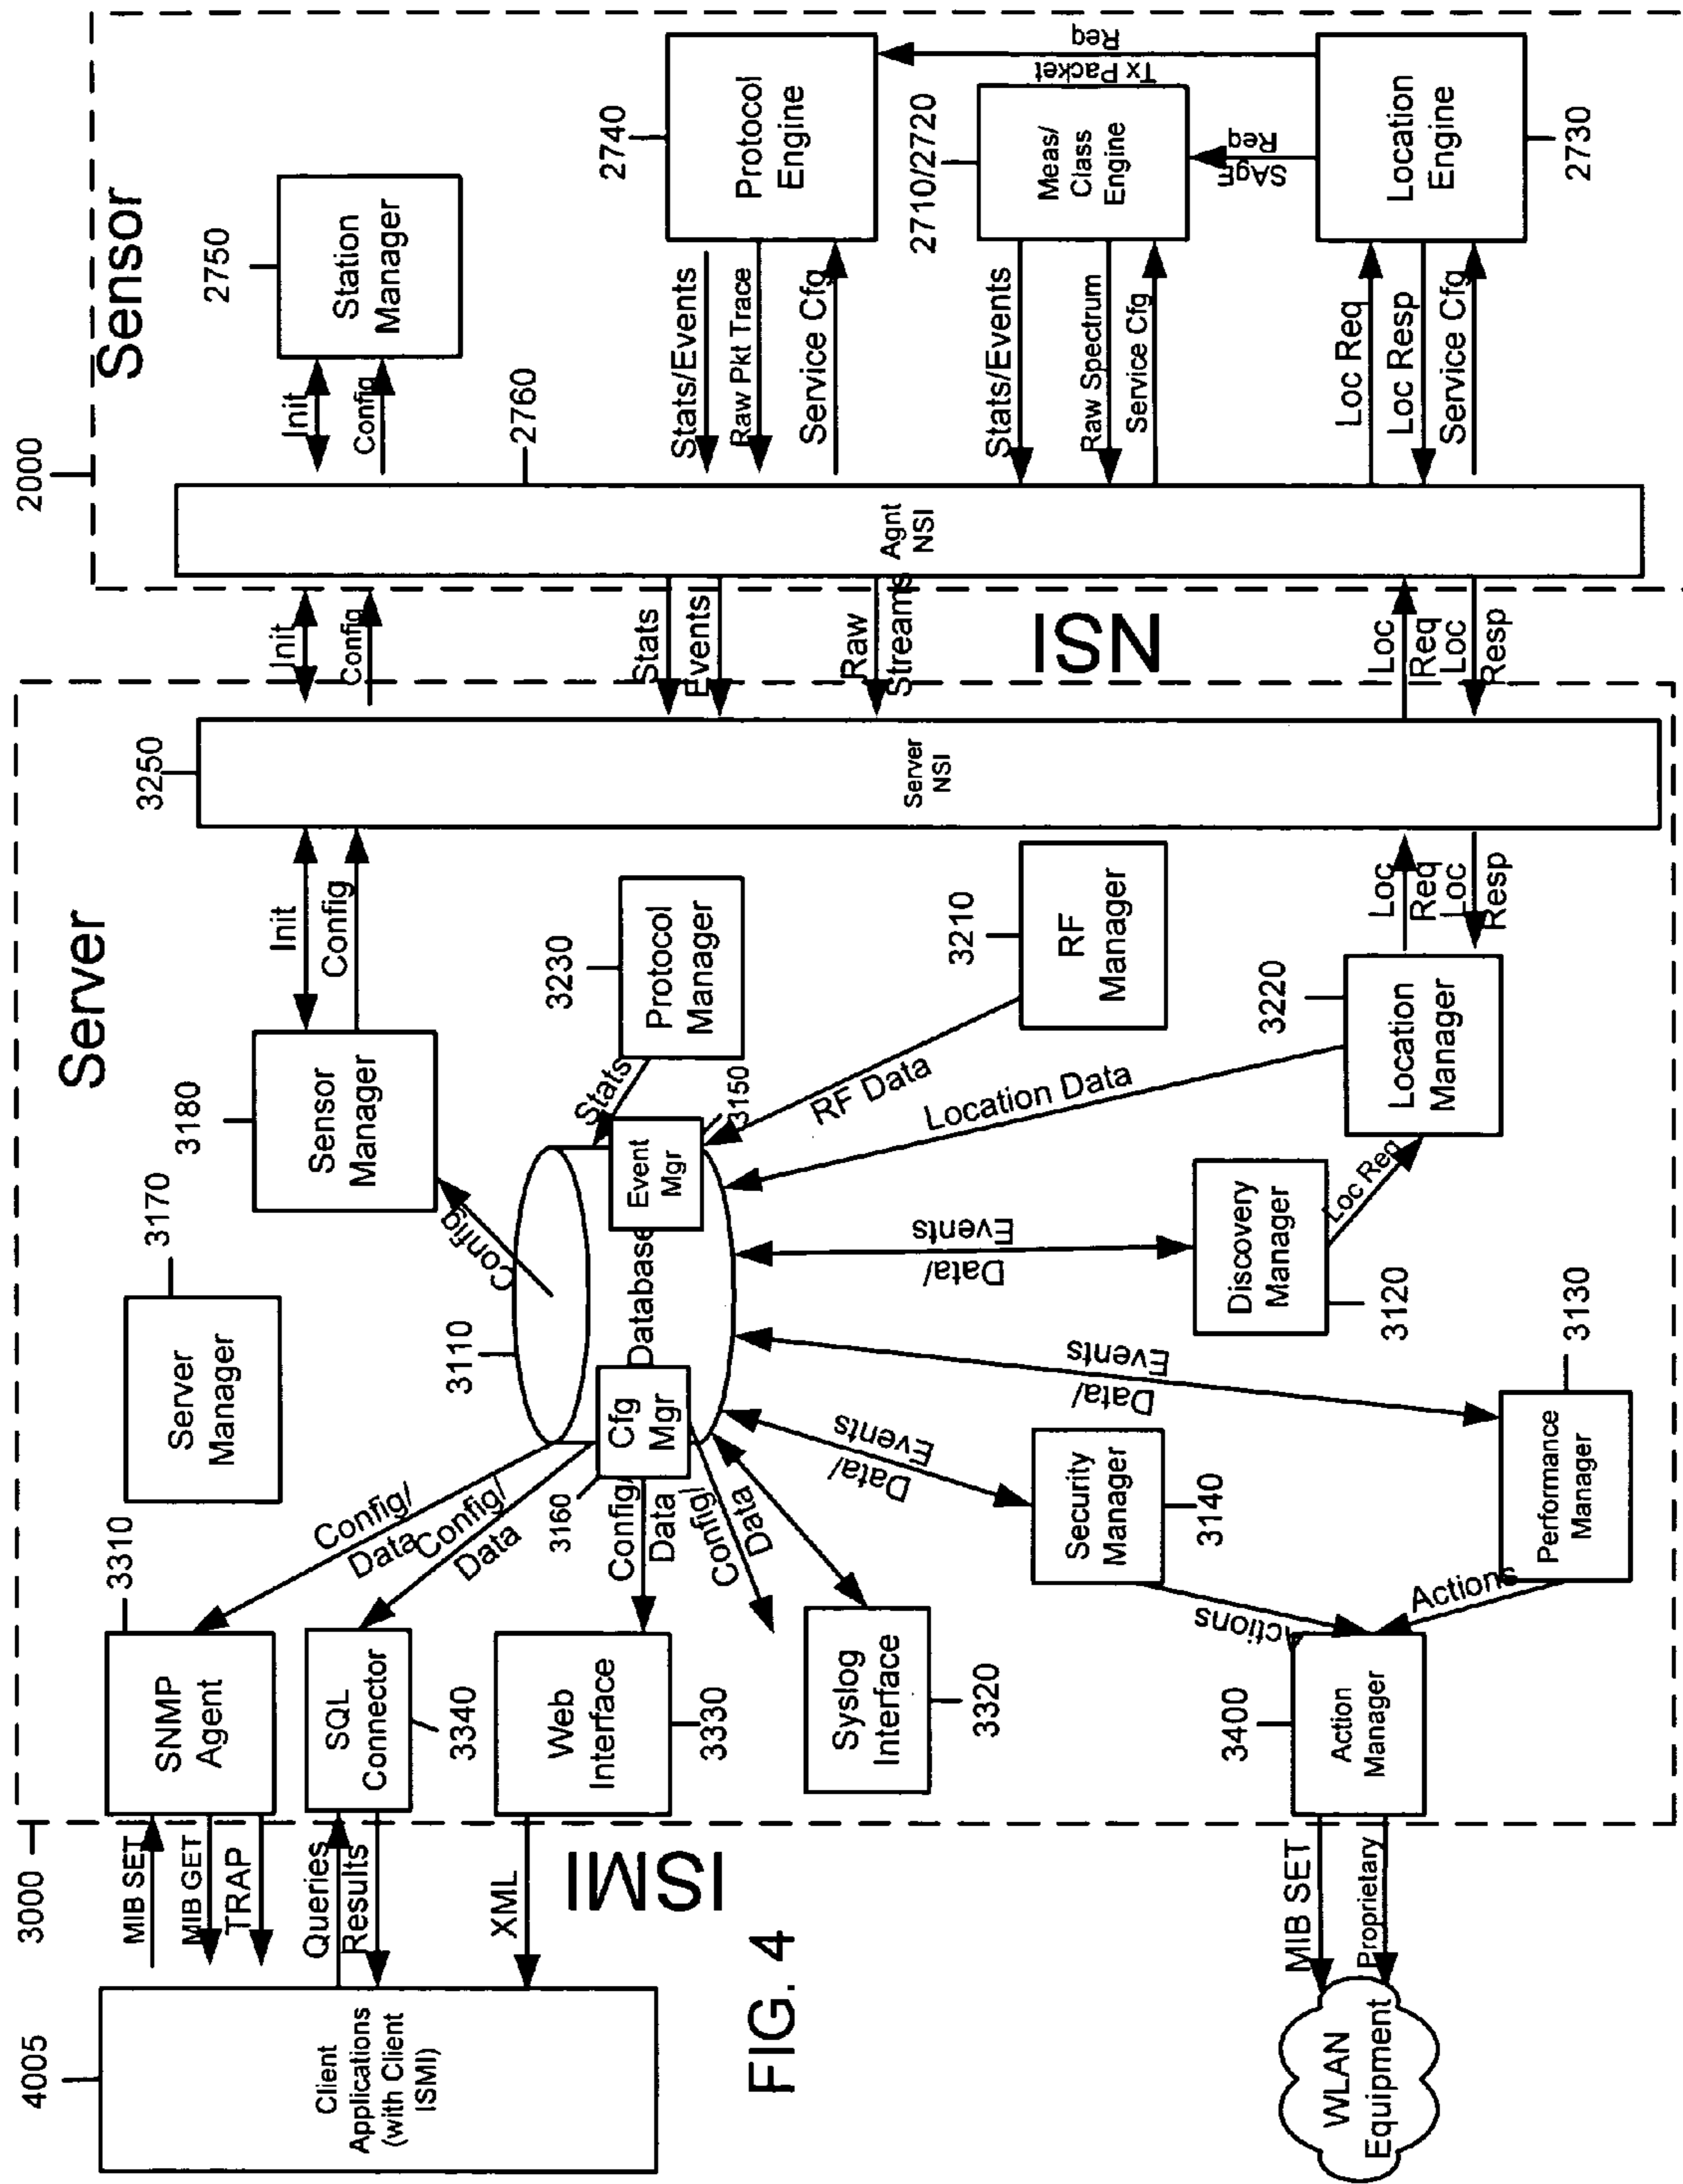 4005
Client
Applications
(with Client
ISMI)
FIG. 4
WLAN
Equipment
MIB SET
MIB GET
TRAP
Queries
Results
XML
ISMI
MIB SET
Proprietary
3000
Server
3310
SNMP
Agent
SQL
Connector
3340
Web
Interface
3330
Syslog
Interface
3320
3400
Action
Manager
Config/
Data
Config/
Data
3160
Config/
Data
Config/
Data
Actions
Actions
Server
Manager
3170
3110
Database
Cfg
Mgr
Event
Mgr
3150
Config
Stats
RF Data
Location Data
Data/
Events
Data/
Events
Data/
Events
Security
Manager
3140
Performance
Manager
3130
Discovery
Manager
3120
Loc Req
3180
Sensor
Manager
3230
Protocol
Manager
3210
RF
Manager
3220
Location
Manager
Init
Config
Loc
Req
Loc
Resp
3250
Server
NSI
Init
Config
Stats
Events
Raw
Streams
NSI
Loc
Req
Loc
Resp
2000
Sensor
2760
Agnt
NSI
Init
Config
Stats/Events
Raw Pkt Trace
Service Cfg
Stats/Events
Raw Spectrum
Service Cfg
Loc Req
Loc Resp
Service Cfg
2750
Station
Manager
2740
Protocol
Engine
2710/2720
Meas/
Class
Engine
Location
Engine
2730
Tx Packet
Req
SAgE
Req